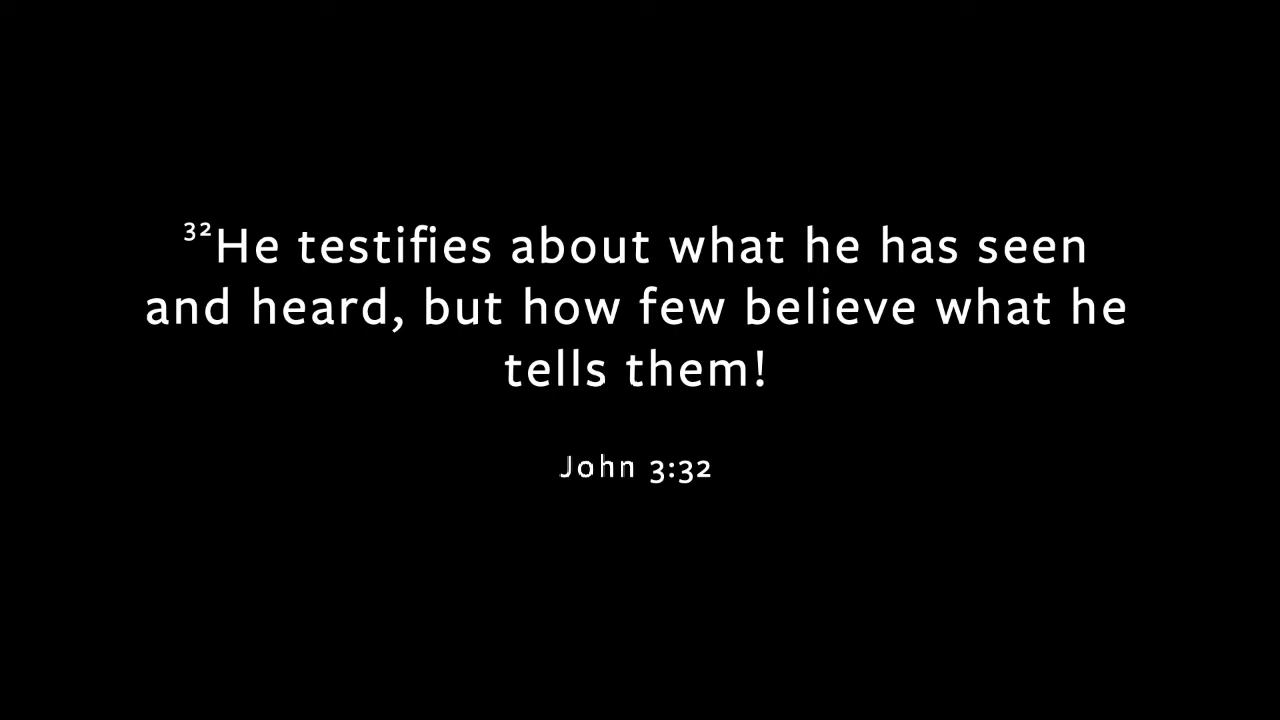 ³²He testifies about what he has seen
and heard, but how few believe what he
tells them!
John 3:32